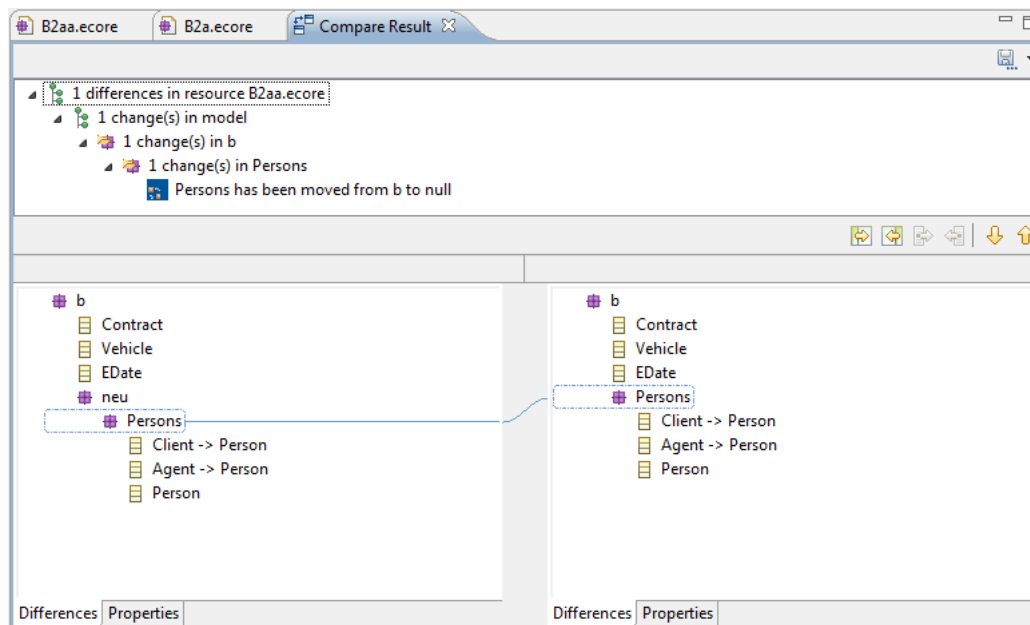 B2aa.ecore B2a.ecore Compare Result
1 differences in resource B2aa.ecore
1 change(s) in model
1 change(s) in b
1 change(s) in Persons
Persons has been moved from b to null
b
Contract
Vehicle
EDate
neu
Persons
Client -> Person
Agent -> Person
Person
Differences Properties
b
Contract
Vehicle
EDate
Persons
Client -> Person
Agent -> Person
Person
Differences Properties